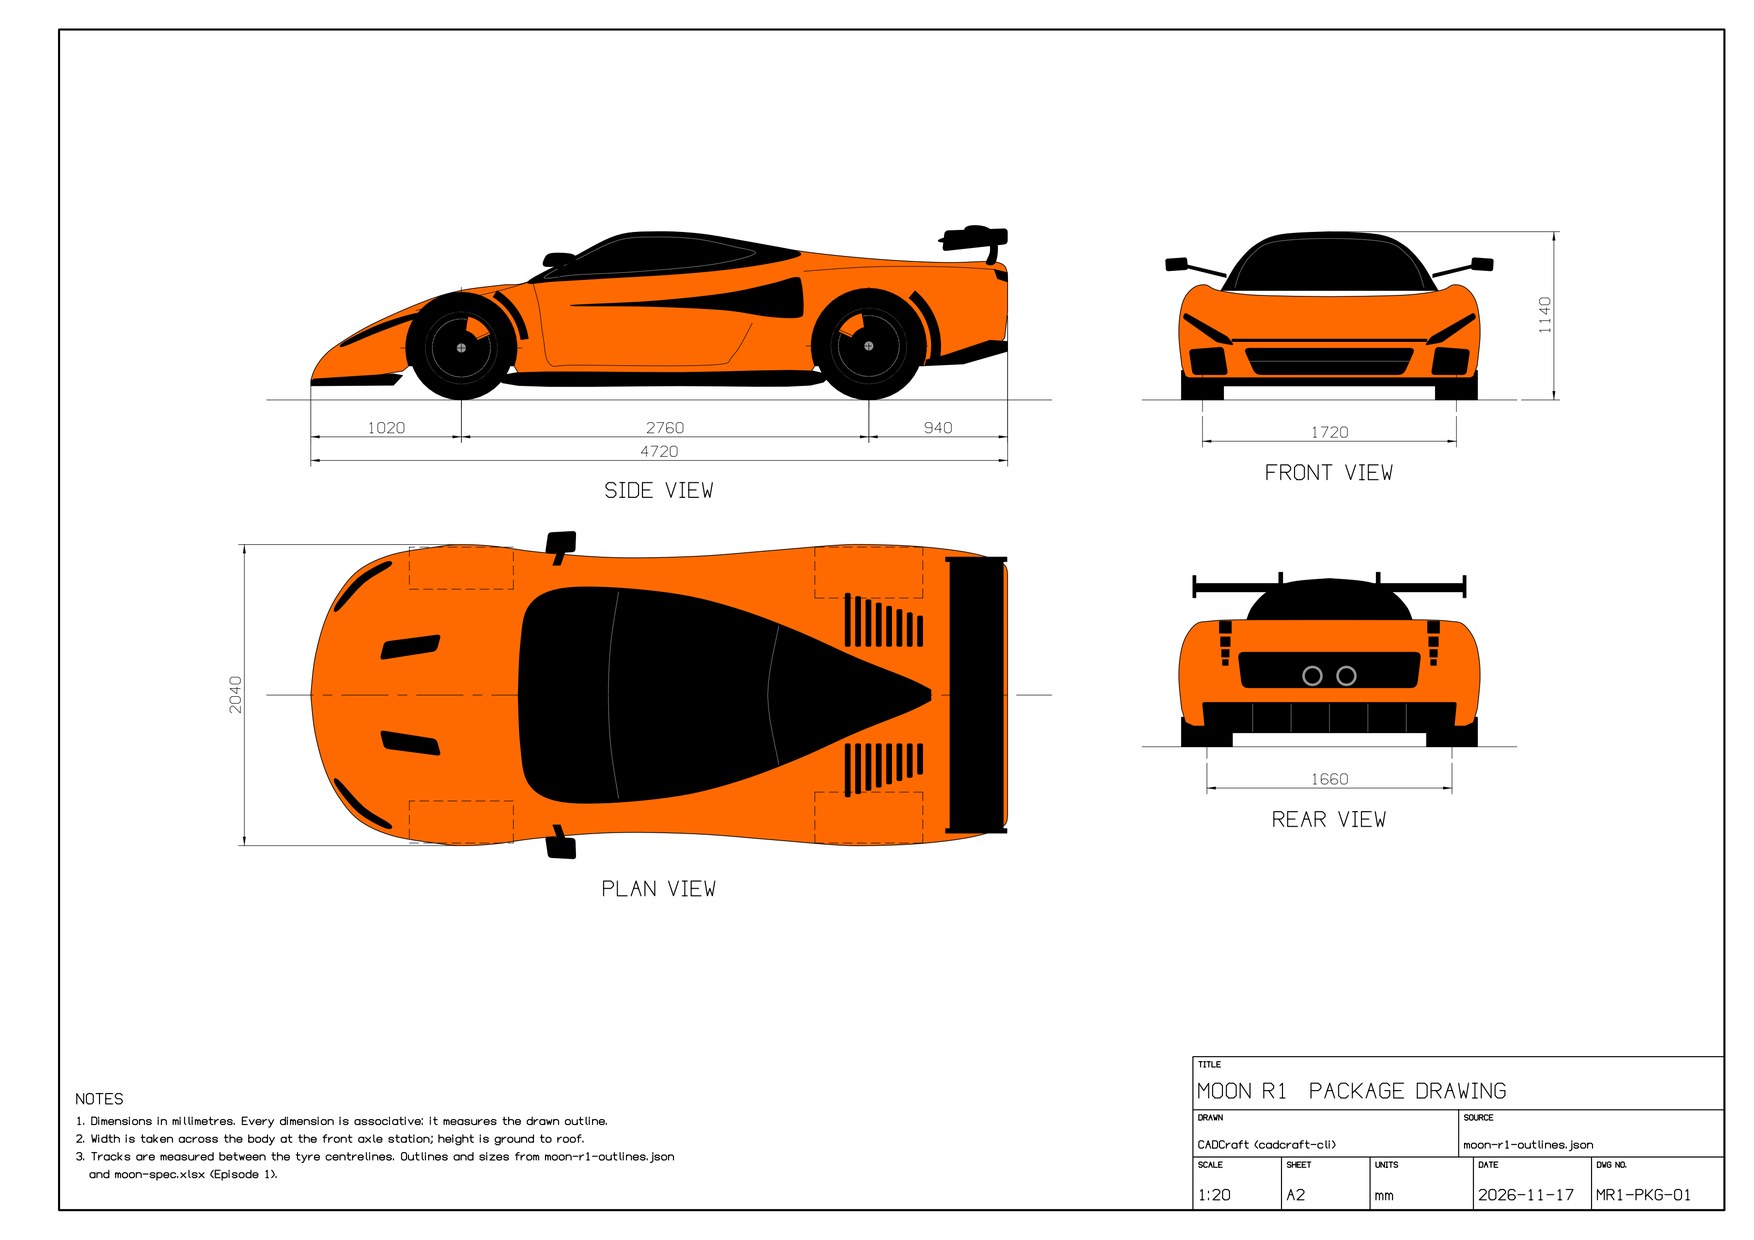 1020
2760
940
4720
SIDE VIEW
1140
1720
FRONT VIEW
2040
PLAN VIEW
1660
REAR VIEW
NOTES
1. Dimensions in millimetres. Every dimension is associative: it measures the drawn outline.
2. Width is taken across the body at the front axle station; height is ground to roof.
3. Tracks are measured between the tyre centrelines. Outlines and sizes from moon-r1-outlines.json
and moon-spec.xlsx (Episode 1).
TITLE
MOON R1 PACKAGE DRAWING
DRAWN
SOURCE
CADCraft (cadcraft-cli)
moon-r1-outlines.json
SCALE
SHEET
UNITS
DATE
DWG NO.
1:20
A2
mm
2026-11-17
MR1-PKG-01